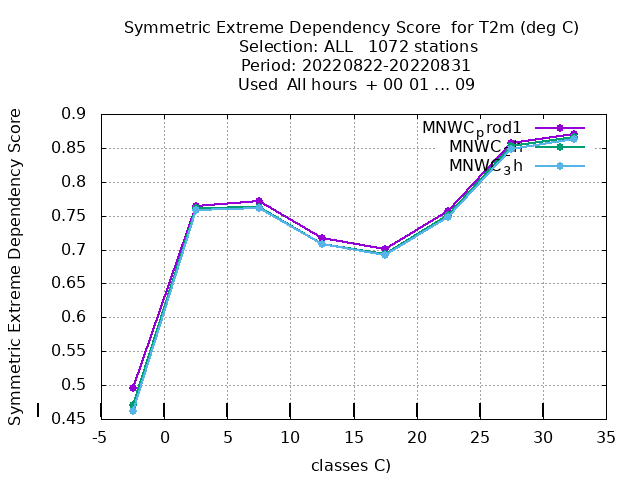 Symmetric Extreme Dependency Score for T2m (deg C)
Selection: ALL 1072 stations
Period: 20220822-20220831
Used All hours + 00 01 ... 09
Symmetric Extreme Dependency Score
0.9
0.85
0.8
0.75
0.7
0.65
0.6
0.55
0.5
0.45
MNWCprod1
MNWC
MNWC3h
-5 0 5 10 15 20 25 30 35
classes C)